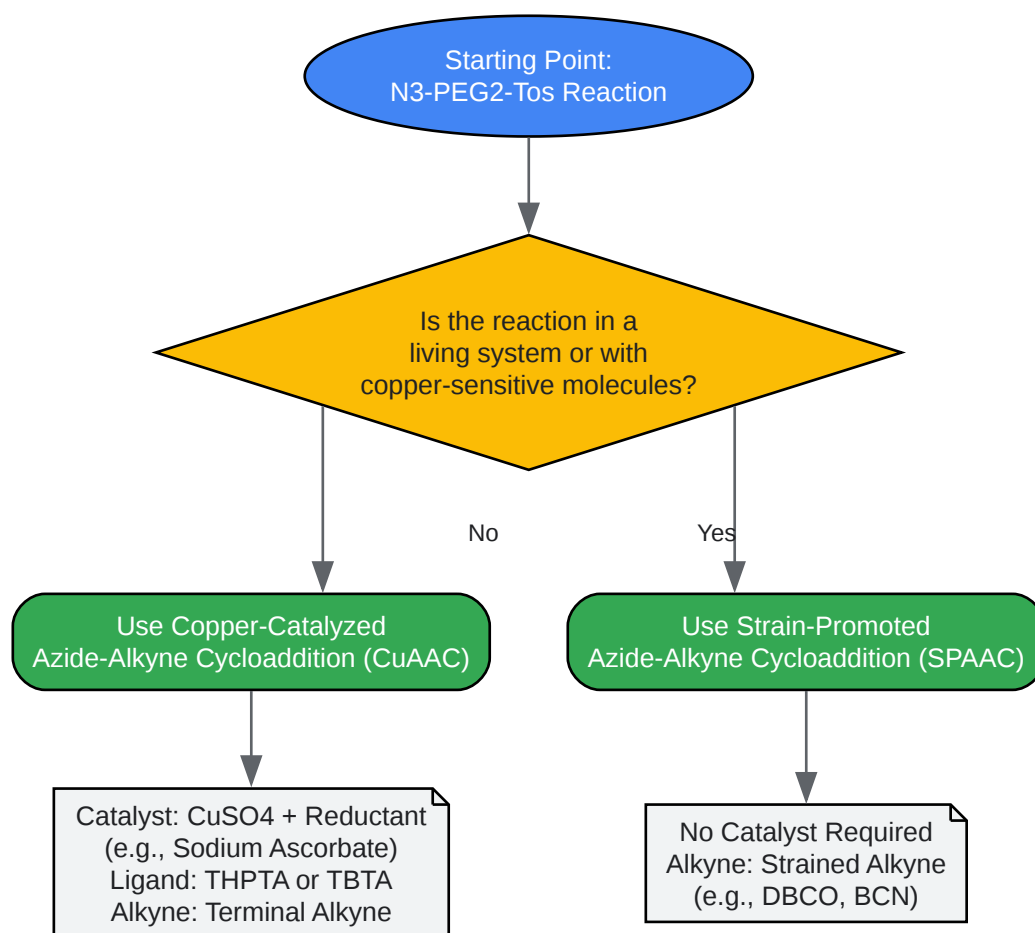 Starting Point:
N3-PEG2-Tos Reaction
Is the reaction in a
living system or with
copper-sensitive molecules?
No
Yes
Use Copper-Catalyzed
Azide-Alkyne Cycloaddition (CuAAC)
Use Strain-Promoted
Azide-Alkyne Cycloaddition (SPAAC)
Catalyst: CuSO4 + Reductant
(e.g., Sodium Ascorbate)
Ligand: THPTA or TBTA
Alkyne: Terminal Alkyne
No Catalyst Required
Alkyne: Strained Alkyne
(e.g., DBCO, BCN)